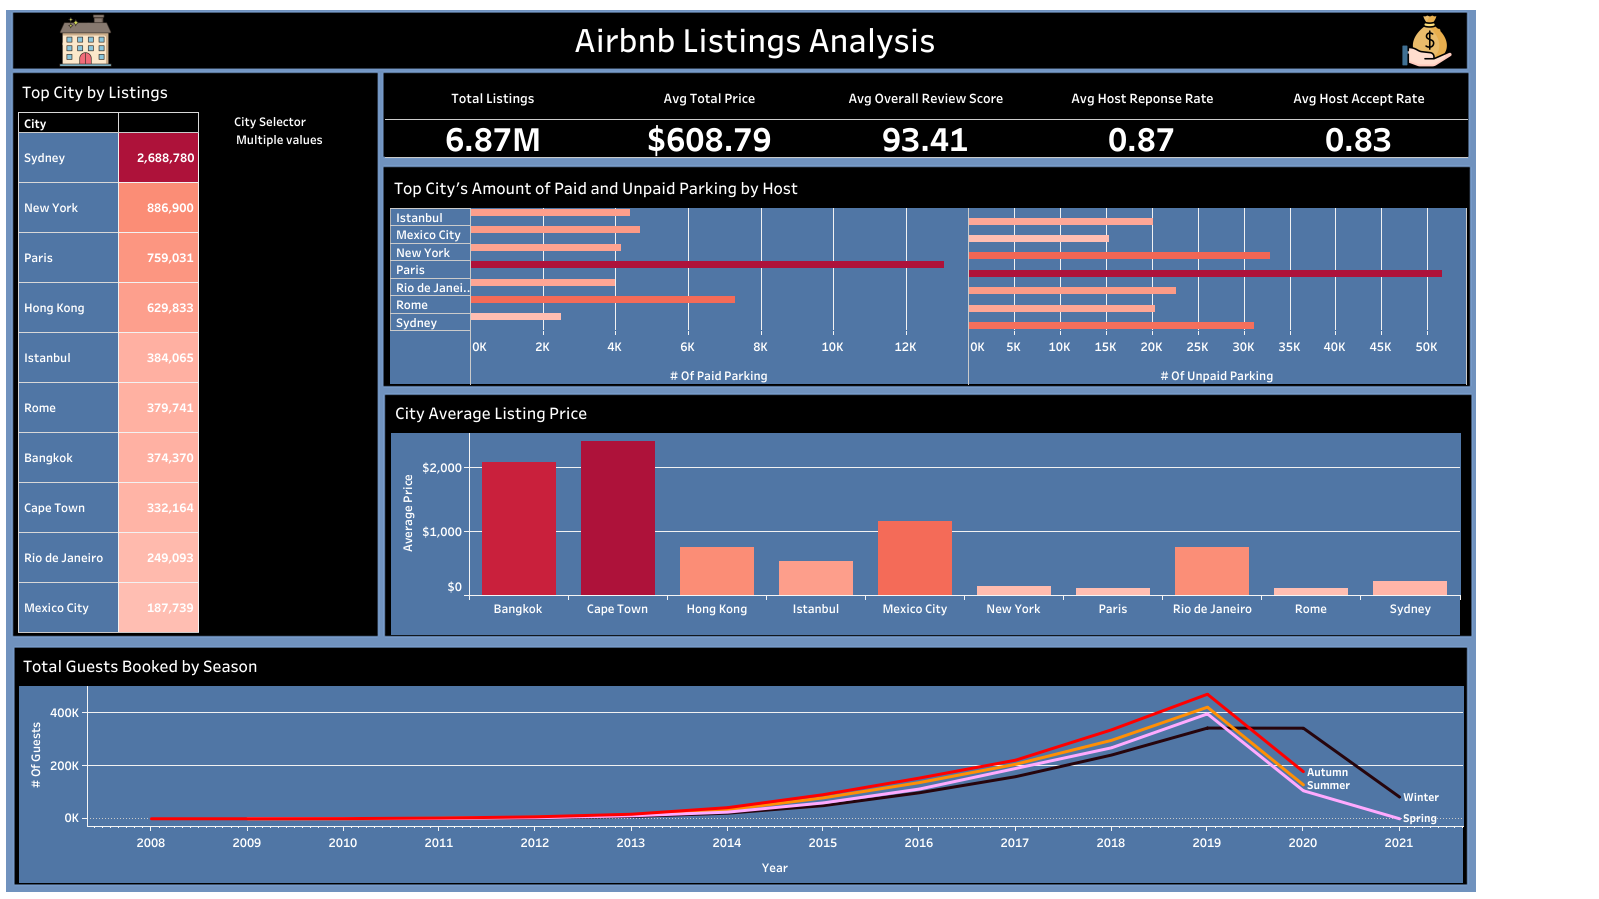 Airbnb Listings Analysis
$
Top City by Listings
City
Sydney 2,688,780
New York 886,900
Paris 759,031
Hong Kong 629,833
Istanbul 384,065
Rome 379,741
Bangkok 374,370
Cape Town 332,164
Rio de Janeiro 249,093
Mexico City 187,739
City Selector
Multiple values
Total Listings Avg Total Price Avg Overall Review Score Avg Host Reponse Rate Avg Host Accept Rate
6.87M $608.79 93.41 0.87 0.83
Top City's Amount of Paid and Unpaid Parking by Host
Istanbul
Mexico City
New York
Paris
Rio de Janei..
Rome
Sydney
0K 2K 4K 6K 8K 10K 12K 0K 5K 10K 15K 20K 25K 30K 35K 40K 45K 50K
# Of Paid Parking # Of Unpaid Parking
City Average Listing Price
Average Price
$2,000
$1,000
$0
Bangkok Cape Town Hong Kong Istanbul Mexico City New York Paris Rio de Janeiro Rome Sydney
Total Guests Booked by Season
# Of Guests
400K
200K
0K
Autumn
Summer
Winter
Spring
2008 2009 2010 2011 2012 2013 2014 2015 2016 2017 2018 2019 2020 2021
Year